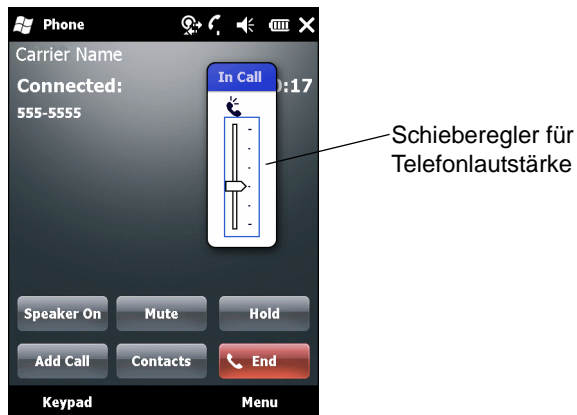 Phone
Carrier Name
In Call
Connected: :17
555-5555
Schieberegler für
Telefonlautstärke
Speaker On Mute Hold
Add Call Contacts End
Keypad Menu